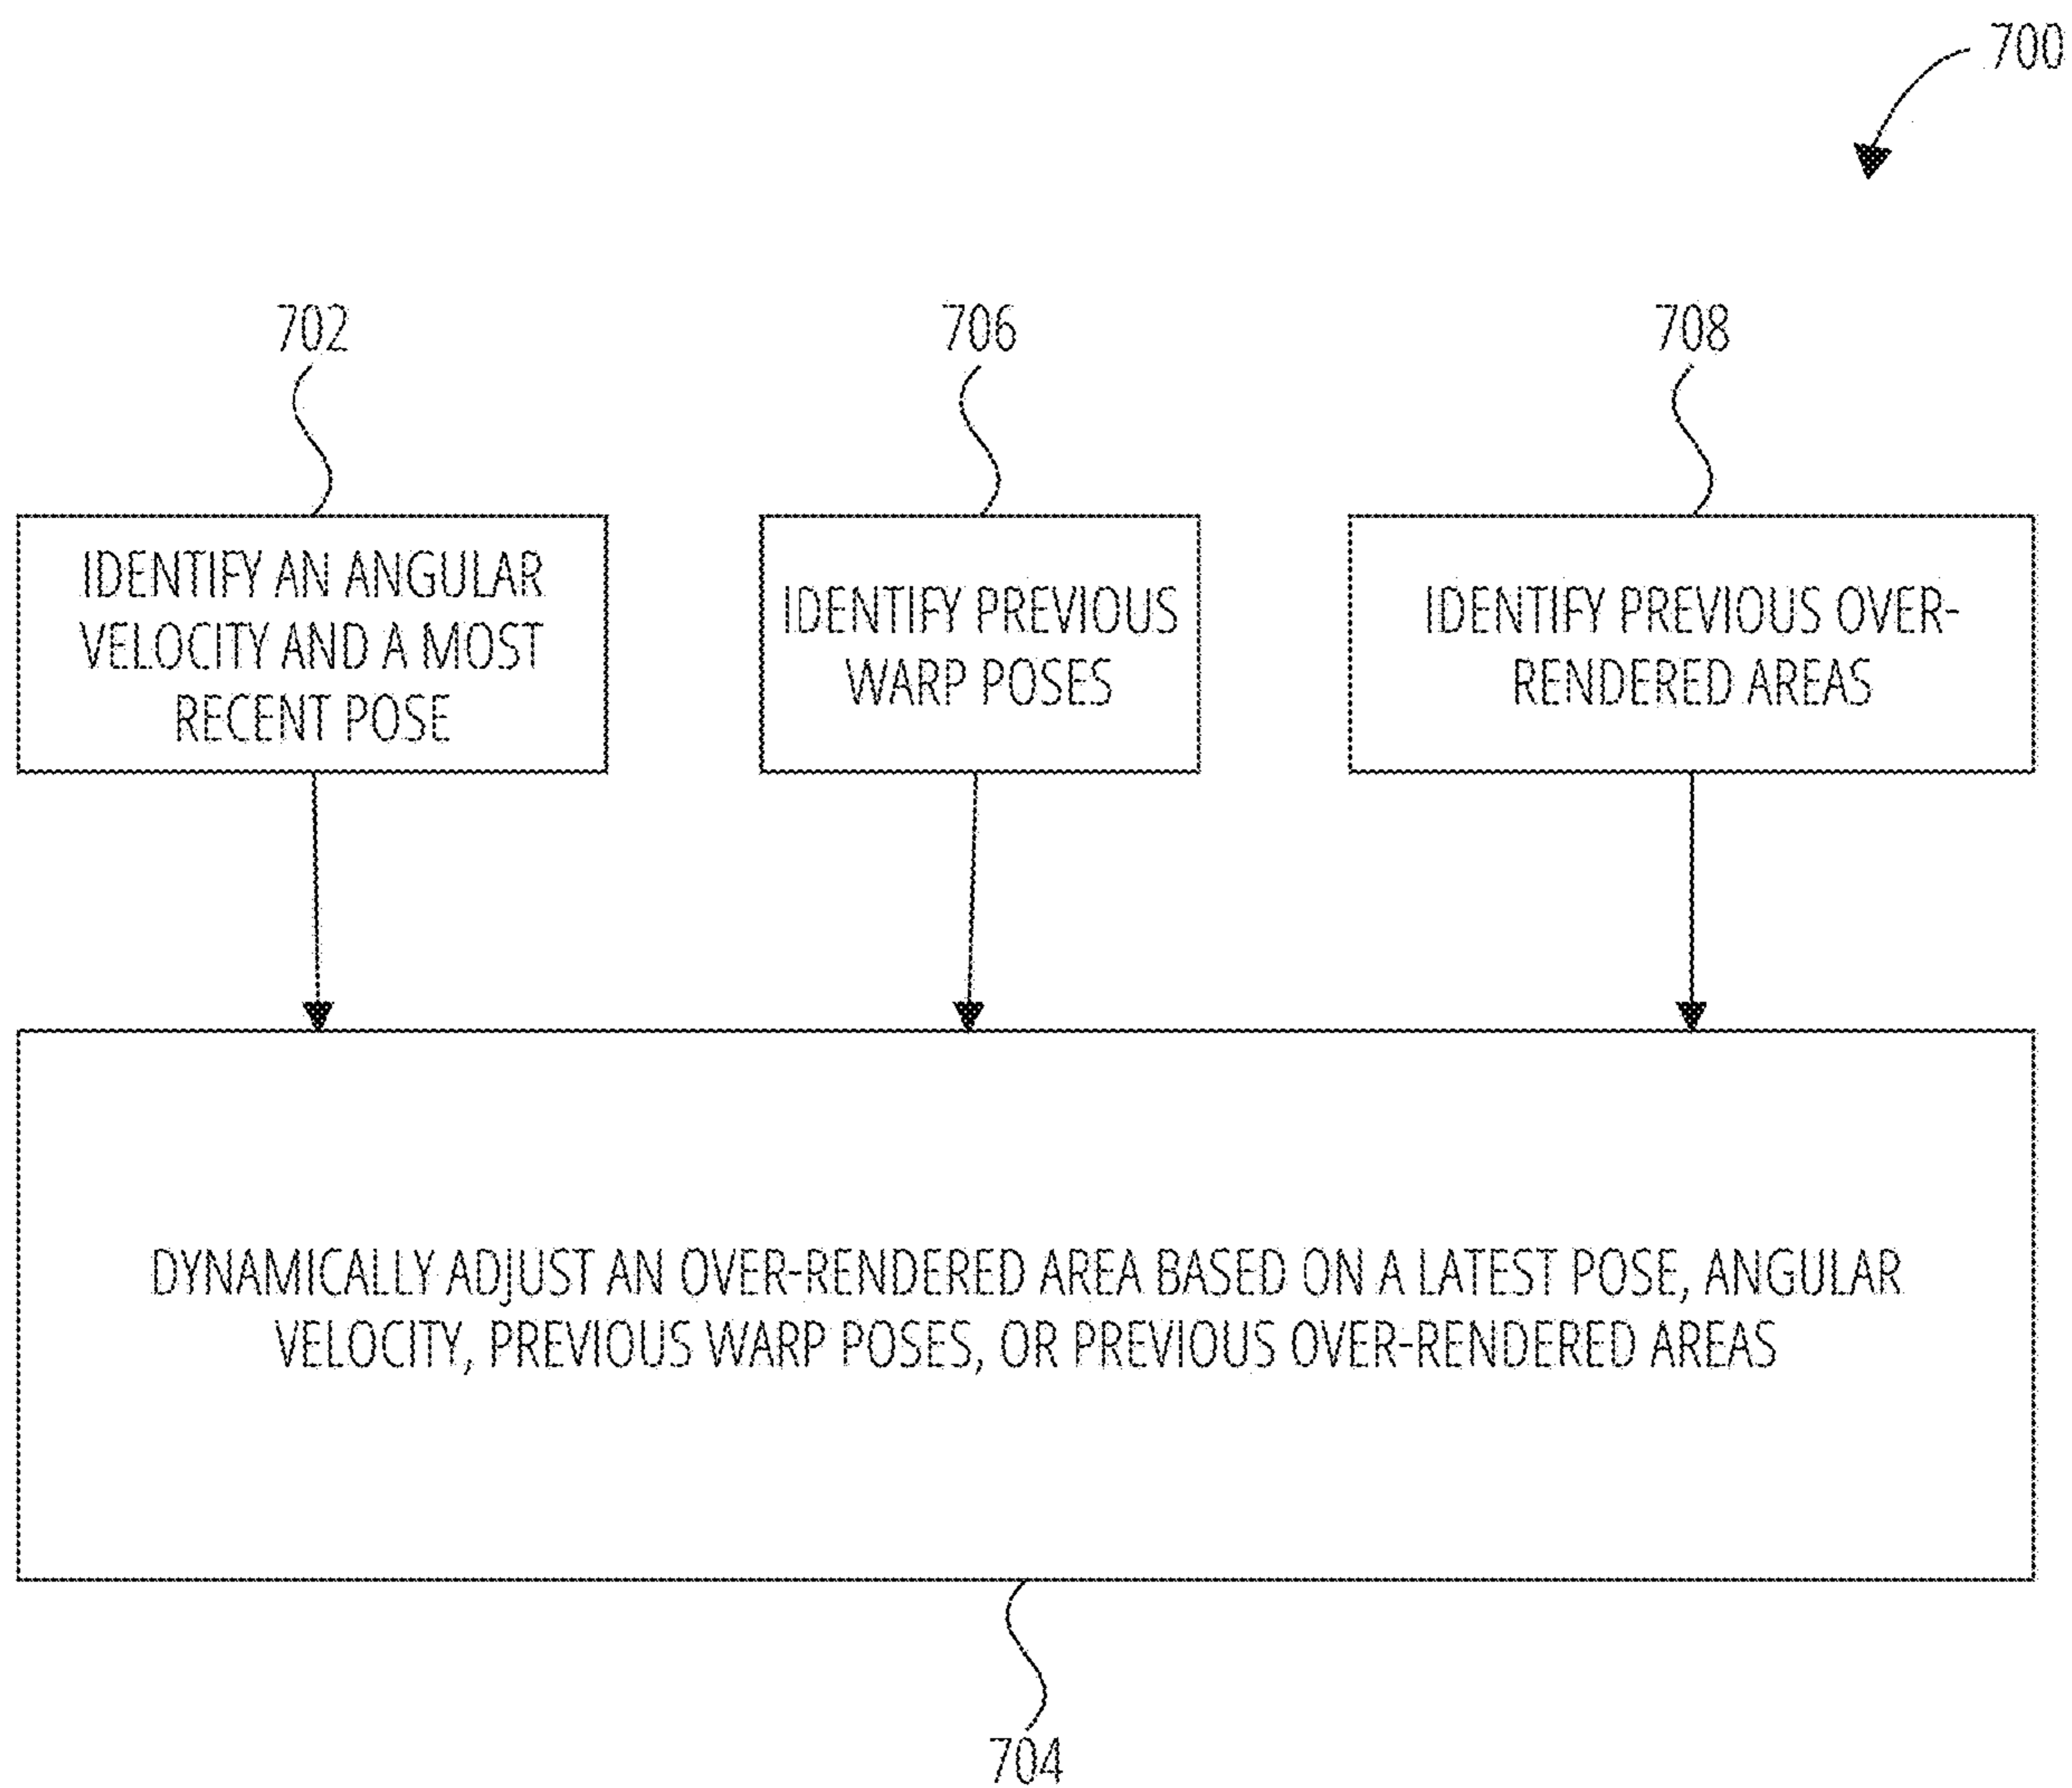 700
702
706
708
IDENTIFY AN ANGULAR
VELOCITY AND A MOST
RECENT POSE
IDENTIFY PREVIOUS
WARP POSES
IDENTIFY PREVIOUS OVER-
RENDERED AREAS
DYNAMICALLY ADJUST AN OVER-RENDERED AREA BASED ON A LATEST POSE, ANGULAR
VELOCITY, PREVIOUS WARP POSES, OR PREVIOUS OVER-RENDERED AREAS
704